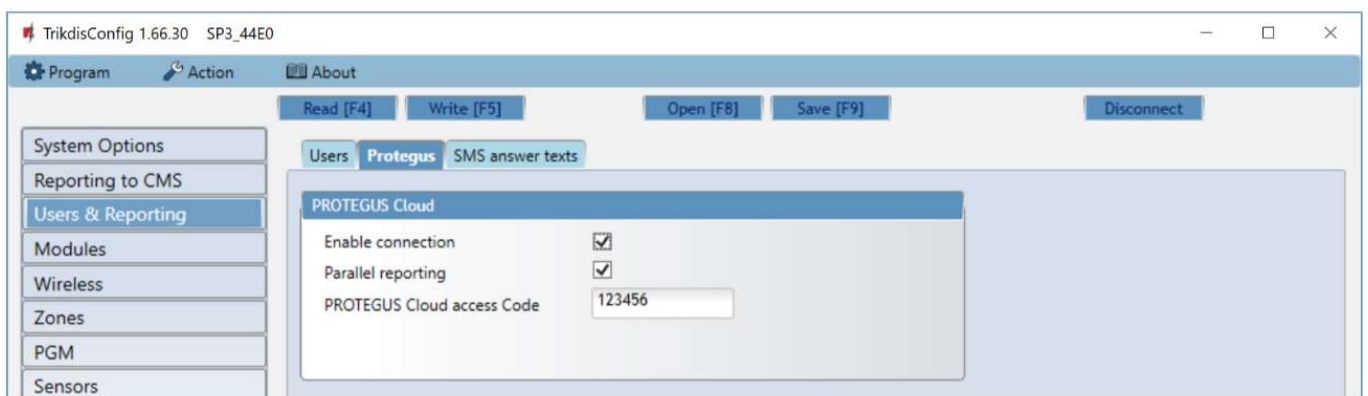 TrikdisConfig 1.66.30 SP3_44E0
Program Action About
Read [F4] Write [F5] Open [F8] Save [F9] Disconnect
System Options
Reporting to CMS
Users & Reporting
Modules
Wireless
Zones
PGM
Sensors
Users Protegus SMS answer texts
PROTEGUS Cloud
Enable connection
Parallel reporting
PROTEGUS Cloud access Code 123456